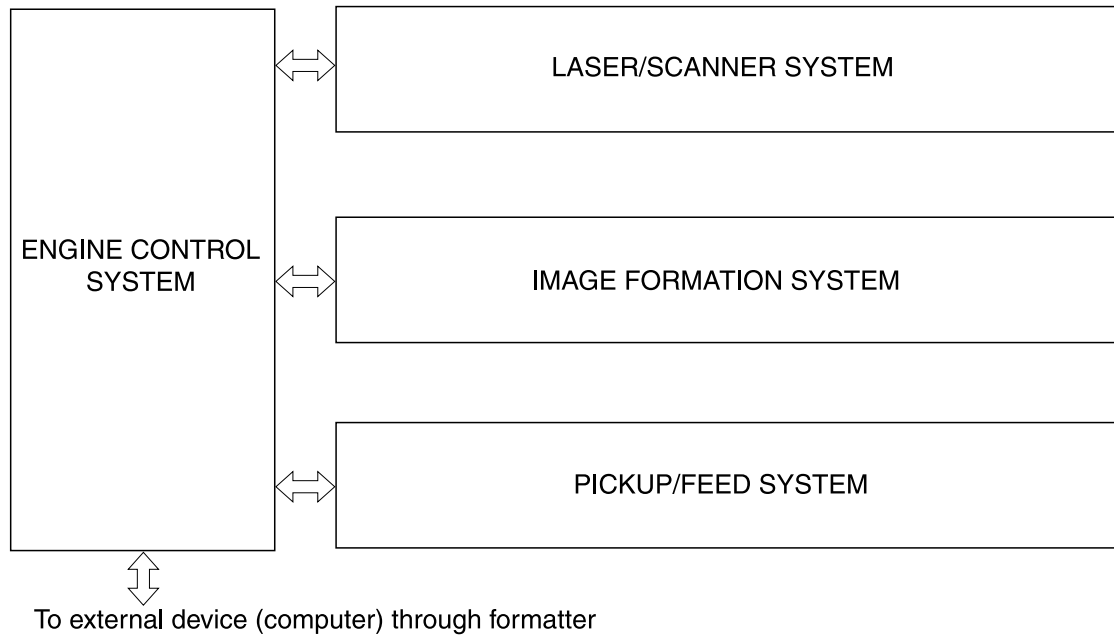 LASER/SCANNER SYSTEM
ENGINE CONTROL
SYSTEM
IMAGE FORMATION SYSTEM
PICKUP/FEED SYSTEM
To external device (computer) through formatter